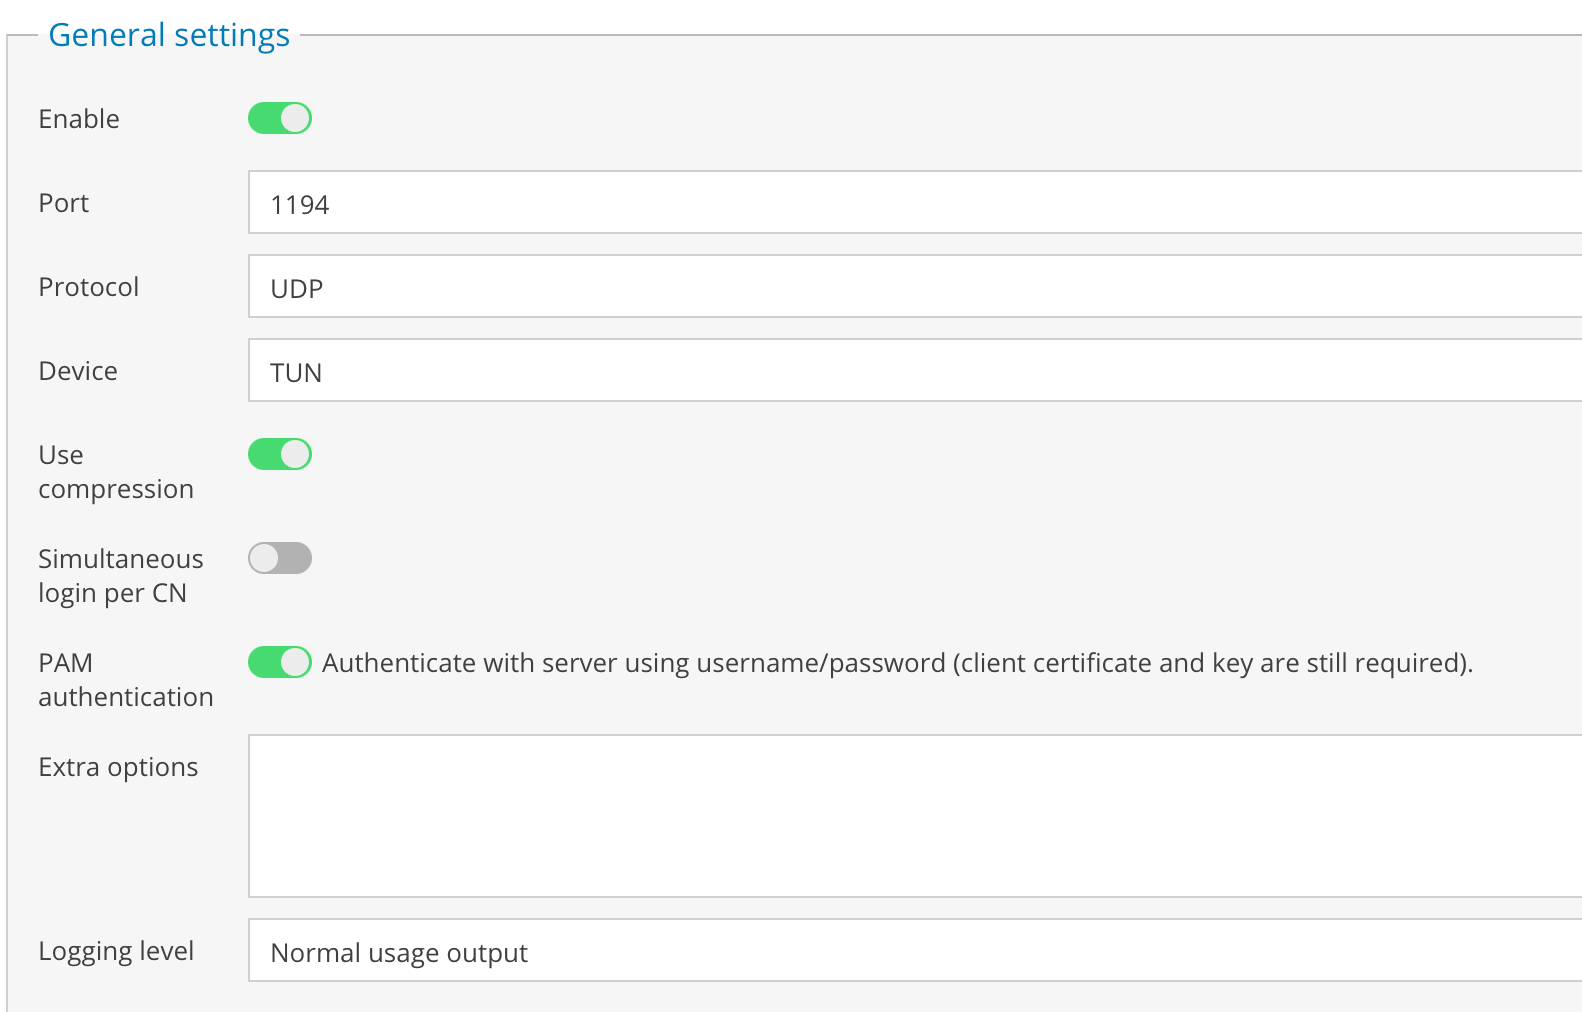 General settings
Enable
Port
1194
Protocol
UDP
Device
TUN
Use
compression
Simultaneous
login per CN
PAM
authentication
Authenticate with server using username/password (client certificate and key are still required).
Extra options
Logging level
Normal usage output